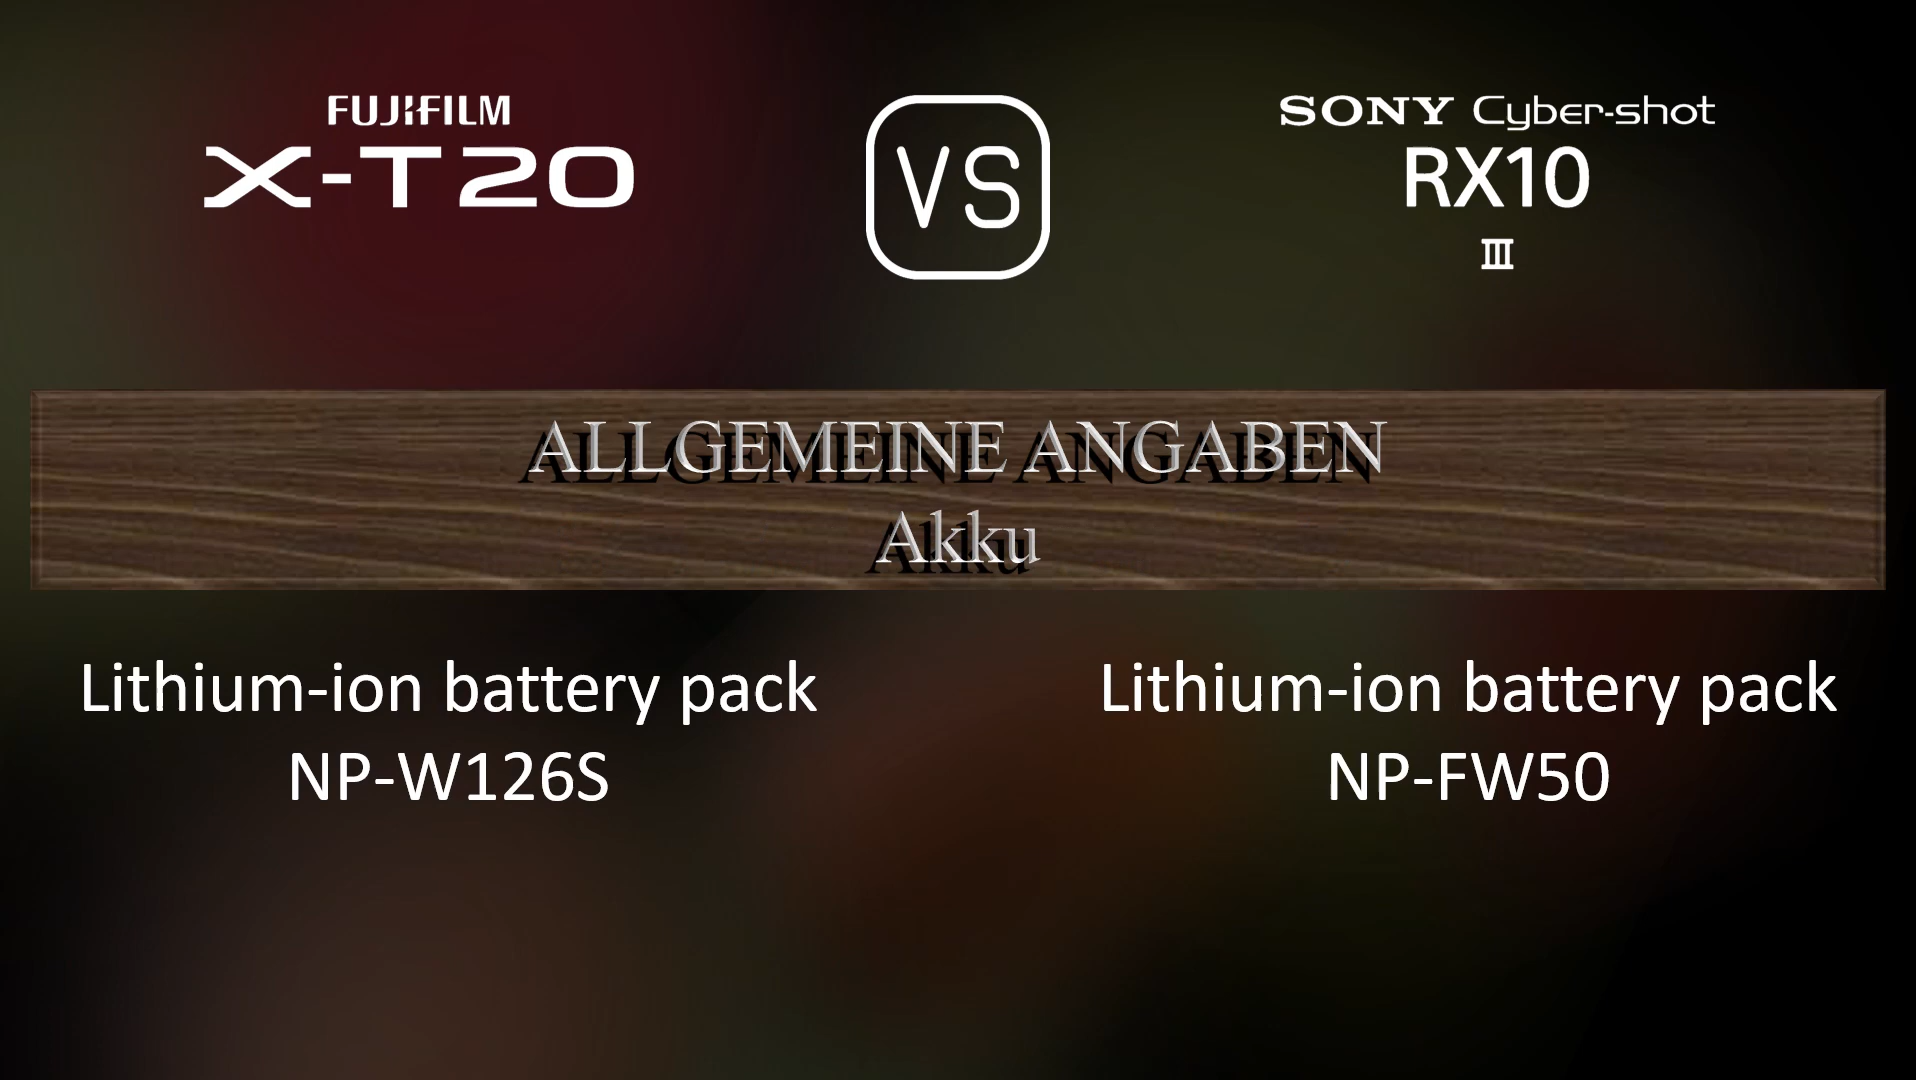 FUJIFILM
X-T20
VS
SONY Cyber-shot
RX10
III
ALLGEMEINE ANGABEN
Akku
Lithium-ion battery pack
NP-W126S
Lithium-ion battery pack
NP-FW50